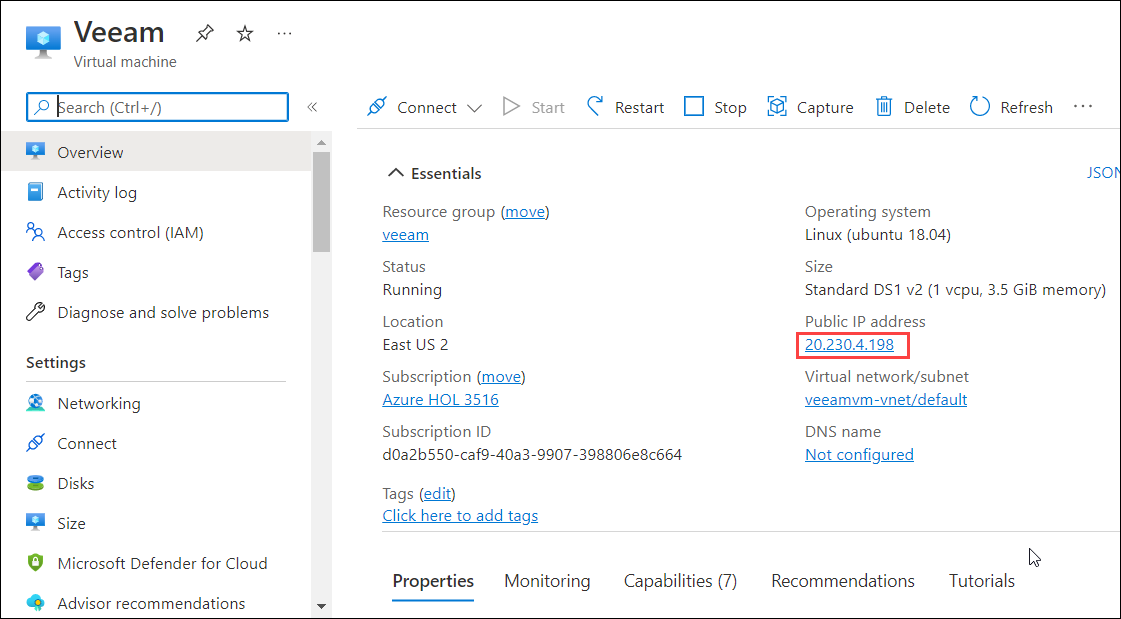 Veeam
Virtual machine
Search (Ctrl+/)
«
Overview
Activity log
Access control (IAM)
Tags
Diagnose and solve problems
Settings
Networking
Connect
Disks
Size
Microsoft Defender for Cloud
Advisor recommendations
Connect Start Restart Stop Capture Delete Refresh ···
Essentials
JSON
Resource group (move)
veeam
Status
Running
Location
East US 2
Subscription (move)
Azure HOL 3516
Subscription ID
d0a2b550-caf9-40a3-9907-398806e8c664
Tags (edit)
Click here to add tags
Operating system
Linux (ubuntu 18.04)
Size
Standard DS1 v2 (1 vcpu, 3.5 GiB memory)
Public IP address
20.230.4.198
Virtual network/subnet
veeamvm-vnet/default
DNS name
Not configured
Properties Monitoring Capabilities (7) Recommendations Tutorials